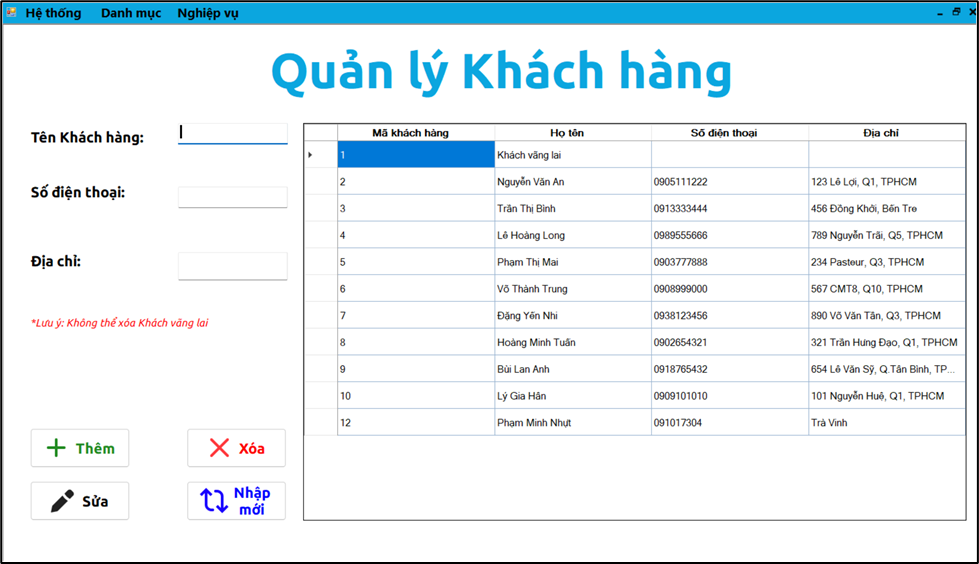 Hệ thống Danh mục Nghiệp vụ
Quản lý Khách hàng
Tên Khách hàng:
Số điện thoại:
Địa chỉ:
*Lưu ý: Không thể xóa Khách vãng lai
Thêm
Xóa
Sửa
Nhập
mới
Mã khách hàng Họ tên Số điện thoại Địa chỉ
1 Khách vãng lai
2 Nguyễn Văn An 0905111222 123 Lê Lợi, Q1, TPHCM
3 Trần Thị Bình 0913333444 456 Đồng Khởi, Bến Tre
4 Lê Hoàng Long 0989555666 789 Nguyễn Trãi, Q5, TPHCM
5 Phạm Thị Mai 0903777888 234 Pasteur, Q3, TPHCM
6 Võ Thành Trung 0908999000 567 CMT8, Q10, TPHCM
7 Đặng Yến Nhi 0938123456 890 Võ Văn Tần, Q3, TPHCM
8 Hoàng Minh Tuấn 0902654321 321 Trần Hưng Đạo, Q1, TPHCM
9 Bùi Lan Anh 0918765432 654 Lê Văn Sỹ, Q.Tân Bình, TP...
10 Lý Gia Hân 0909101010 101 Nguyễn Huệ, Q1, TPHCM
12 Phạm Minh Nhựt 091017304 Trà Vinh